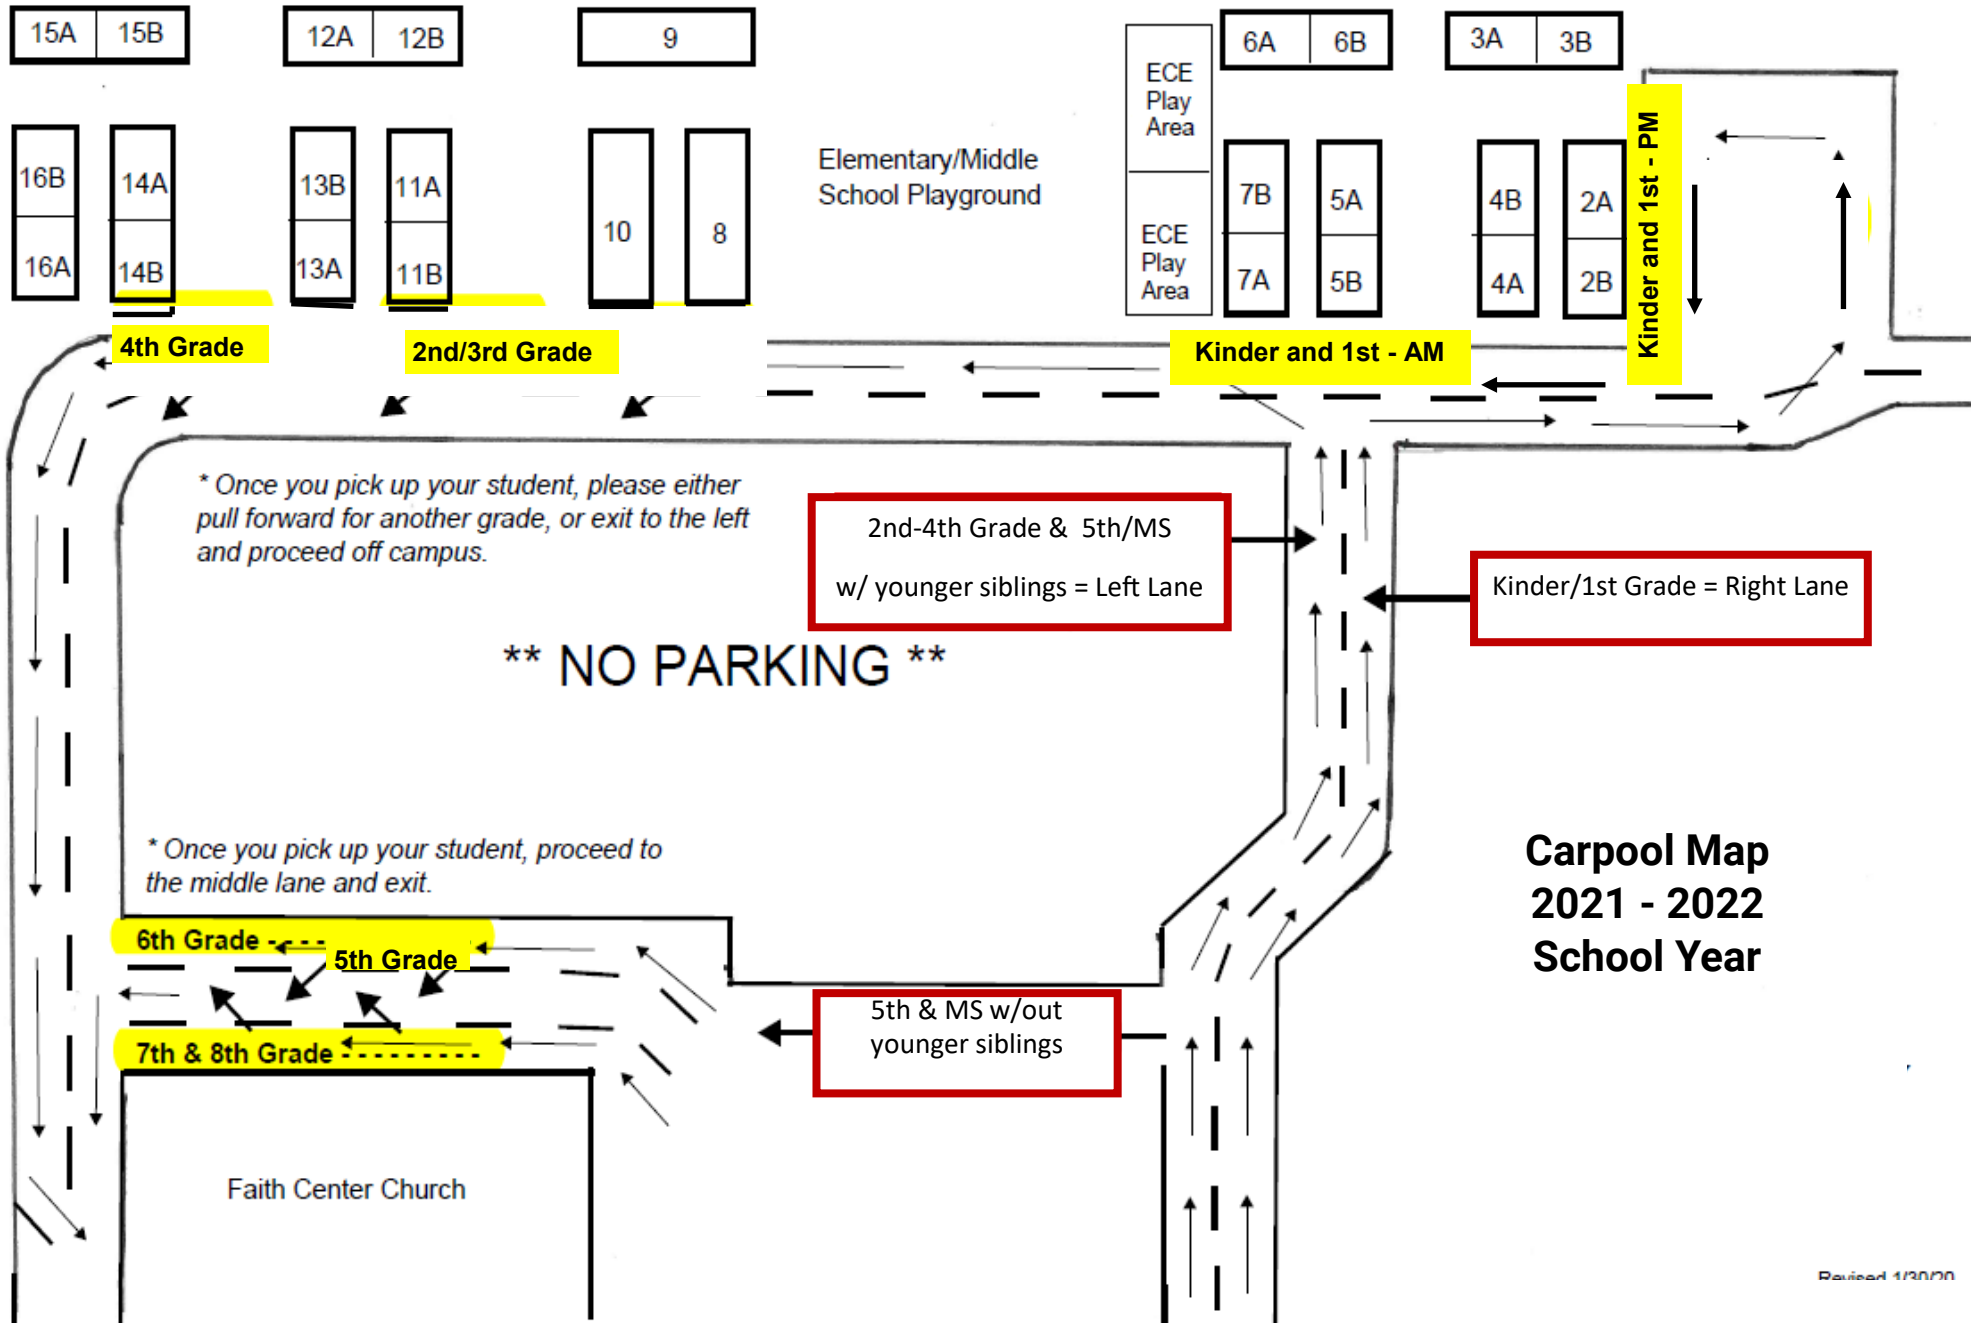 15A 15B
12A 12B
9
6A 6B
3A 3B
ECE
Play
Area
ECE
Play
Area
16B
16A
14A
14B
13B
13A
11A
11B
10
8
Elementary/Middle
School Playground
7B
7A
5A
5B
4B
4A
2A
2B
Kinder and 1st - PM
4th Grade
2nd/3rd Grade
Kinder and 1st - AM
* Once you pick up your student, please either
pull forward for another grade, or exit to the left
and proceed off campus.
2nd-4th Grade & 5th/MS
w/ younger siblings = Left Lane
Kinder/1st Grade = Right Lane
** NO PARKING **
* Once you pick up your student, proceed to
the middle lane and exit.
Carpool Map
2021 - 2022
School Year
6th Grade - - - -
5th Grade
7th & 8th Grade - - - - - - - - -
5th & MS w/out
younger siblings
Faith Center Church
Revised 1/30/20